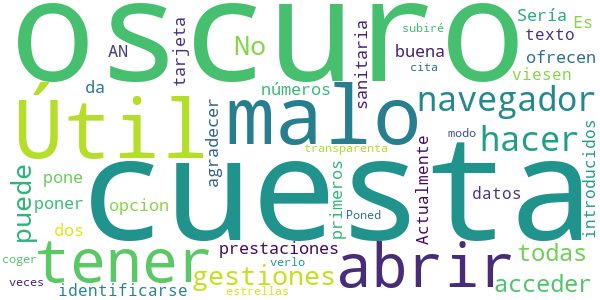 oscuro
subiré
Sería
Es
AN
tarjeta
No
buena
texto
cita
ofrecen
viesen
da
números
sanitaria
navegador
Útil
malo
hacer
agradecer
transparenta
modo
introducidos
cuesta
puede
pone
opcion
primeros
Actualmente
datos
poner
Poned
dos
tener
prestaciones
abrir
todas
coger
verlo
gestiones
acceder
veces
identificarse
estrellas